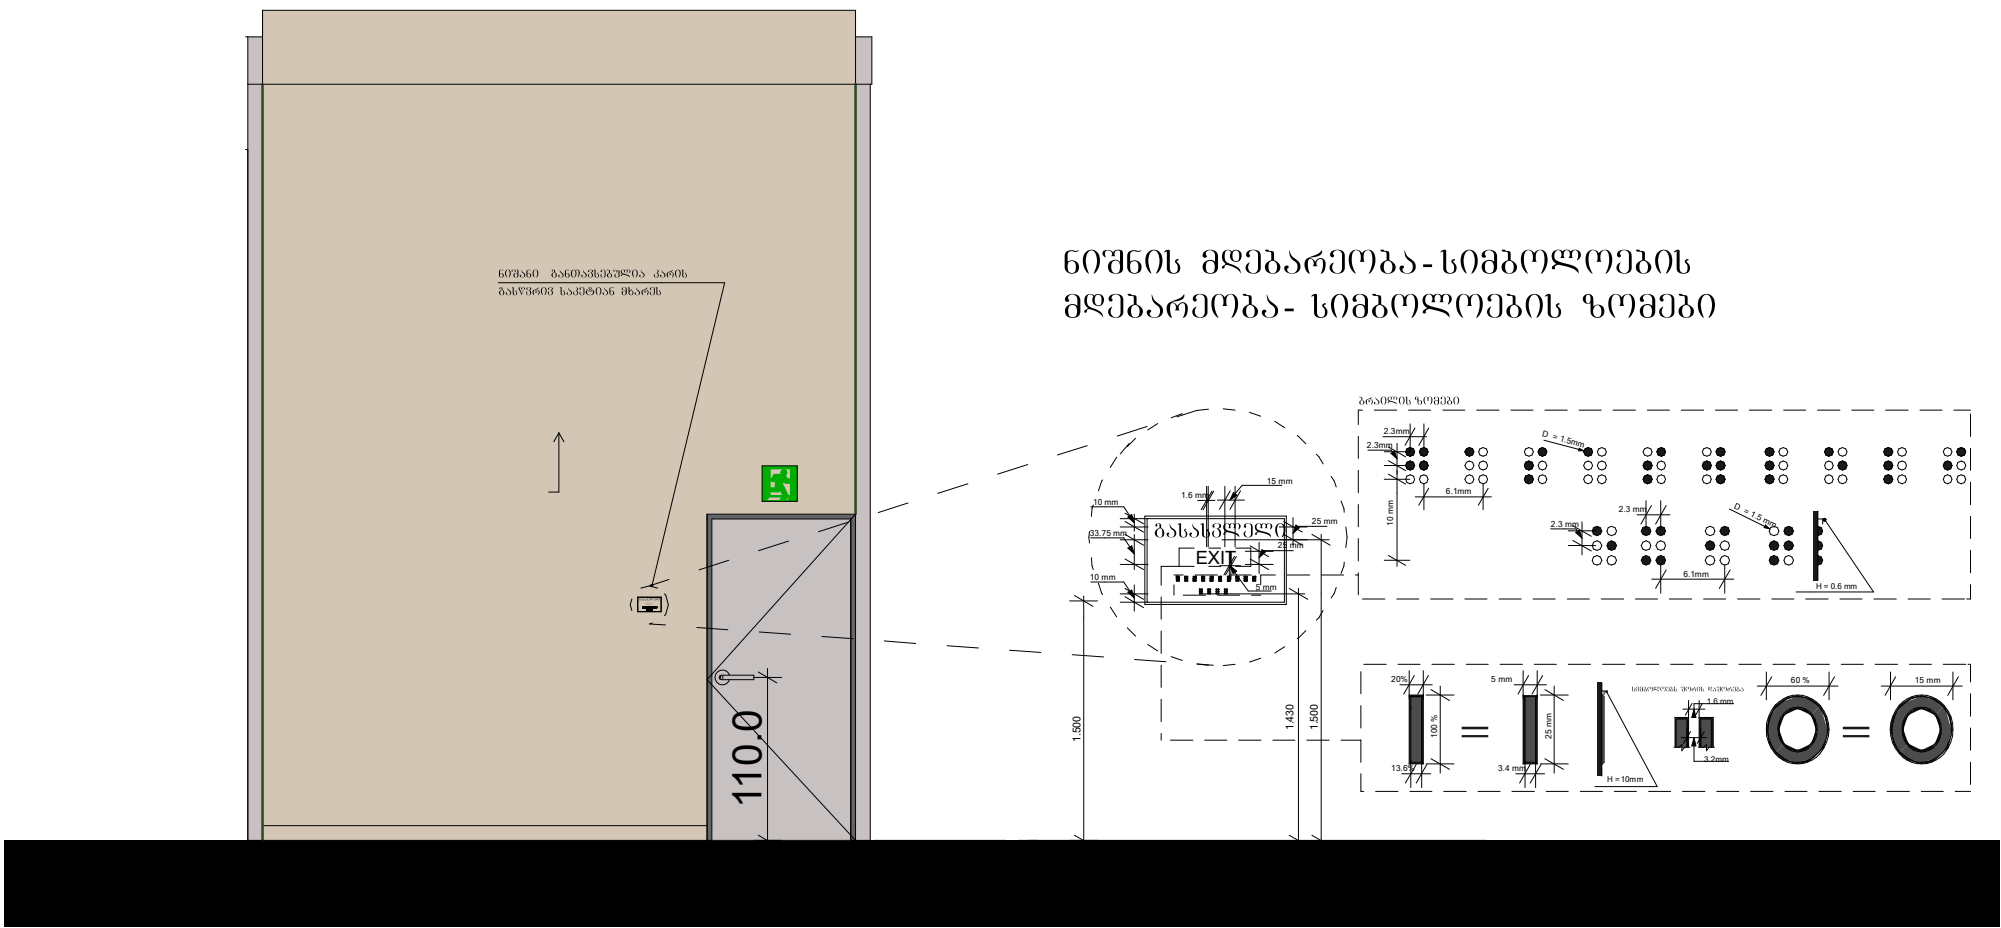 ნიშნის მდებარეობა - სიმბოლოების
მდებარეობა - სიმბოლოების ზომები
ნიშანი განთავსებულია კარის
გასწვრივ საკეტიან მხარეს
110.0
ბრაილის ზომები
2.3mm
2.3mm
D = 1.5mm
6.1mm
10 mm
2.3 mm
2.3 mm
D = 1.5 mm
6.1mm
H = 0.6 mm
15 mm
1.6 mm
10 mm
25 mm
გასასვლელი
33.75 mm
25 mm
EXIT
10 mm
5 mm
1.500
1.430
1.500
20%
100 %
13.6%
5 mm
25 mm
3.4 mm
H = 10mm
სიმბოლოებს შორის დაშორება
1.6 mm
3.2mm
60 %
15 mm